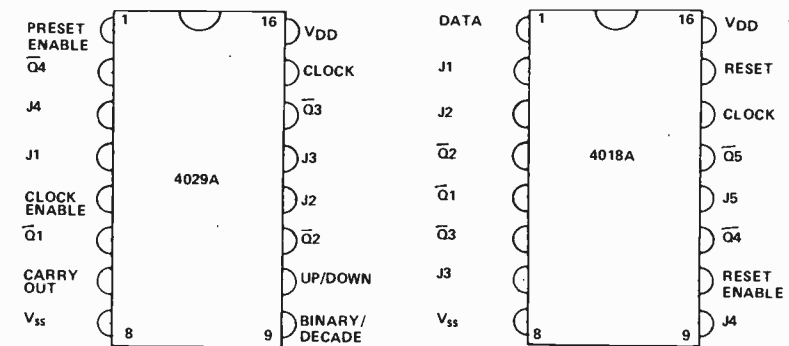 PRESET
ENABLE
1
16
VDD
Q̅4
CLOCK
J4
Q̅3
J1
J3
4029A
CLOCK
ENABLE
J2
Q̅1
Q̅2
CARRY
OUT
UP/DOWN
Vss
8
9
BINARY/
DECADE
DATA
1
16
VDD
J1
RESET
J2
CLOCK
4018A
Q̅2
Q̅5
Q̅1
J5
Q̅3
Q̅4
J3
RESET
ENABLE
Vss
8
9
J4